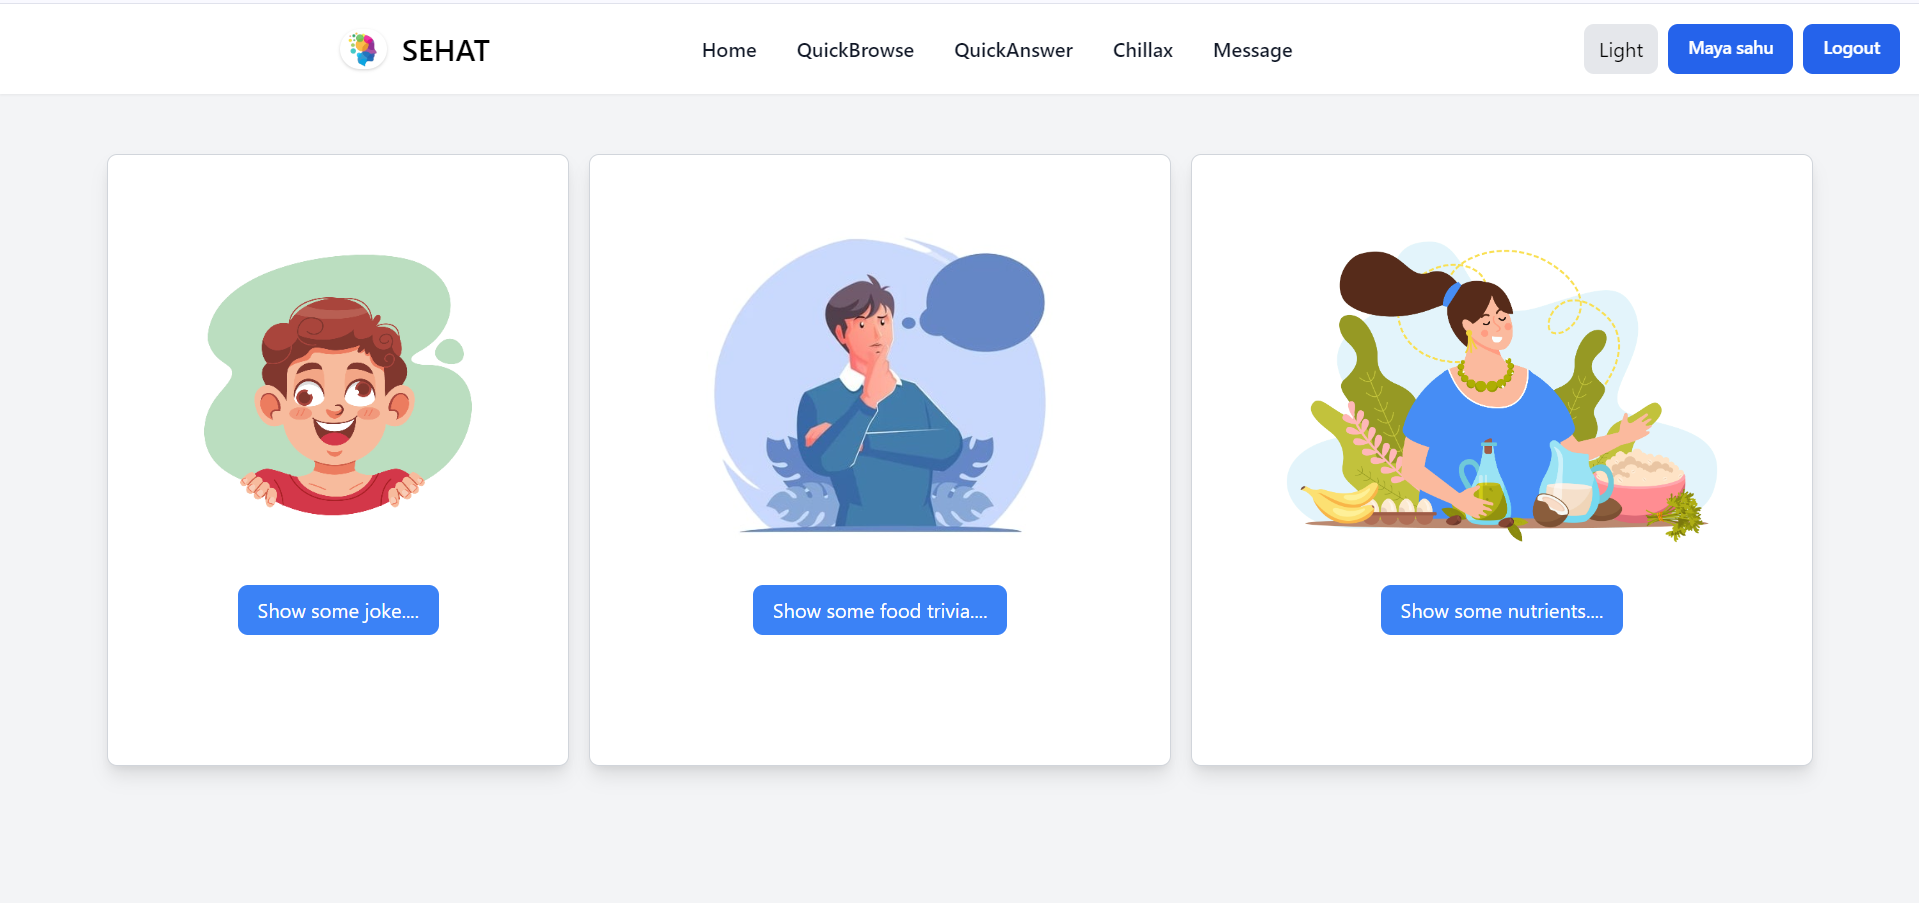 SEHAT
Home QuickBrowse QuickAnswer Chillax Message
Light Maya sahu Logout
Show some joke....
Show some food trivia....
Show some nutrients....